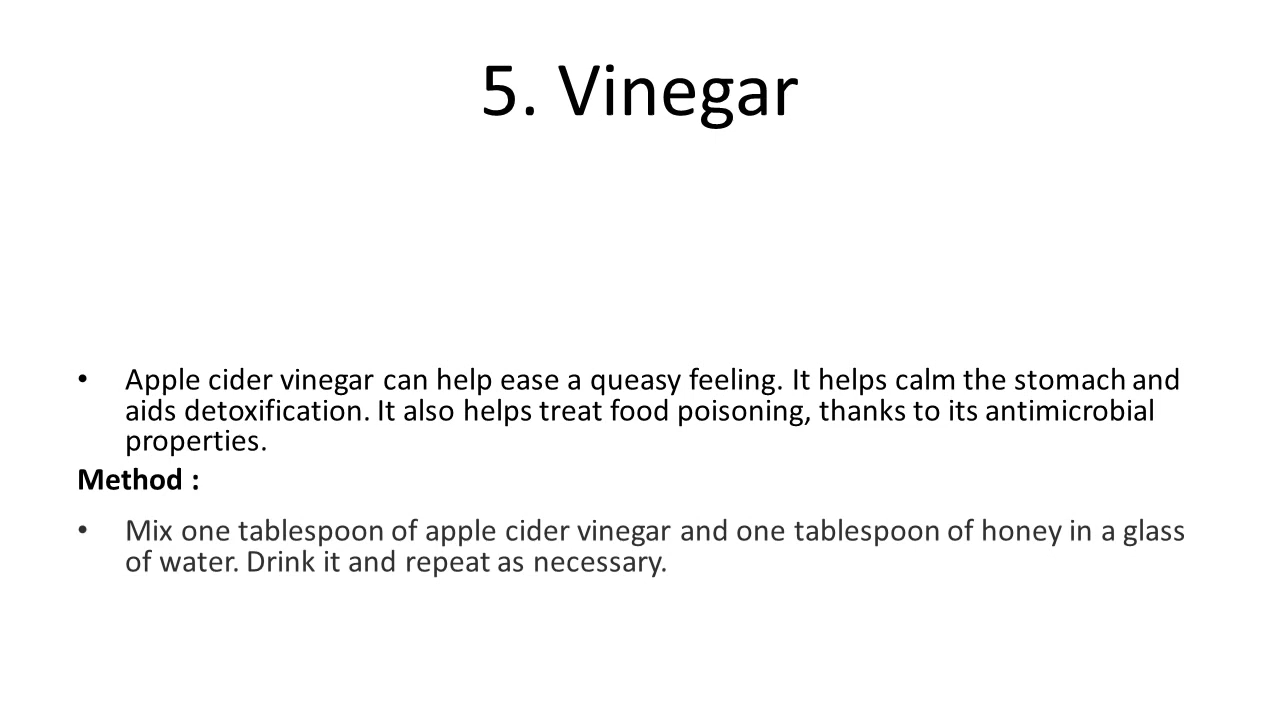 5. Vinegar
• Apple cider vinegar can help ease a queasy feeling. It helps calm the stomach and
aids detoxification. It also helps treat food poisoning, thanks to its antimicrobial
properties.
Method :
• Mix one tablespoon of apple cider vinegar and one tablespoon of honey in a glass
of water. Drink it and repeat as necessary.